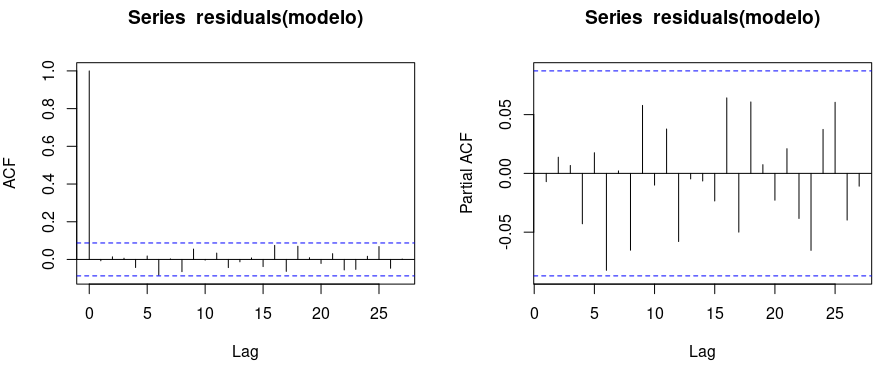 Series residuals(modelo)
ACF
1.0
0.8
0.6
0.4
0.2
0.0
0 5 10 15 20 25
Lag
Series residuals(modelo)
Partial ACF
0.05
0.00
-0.05
0 5 10 15 20 25
Lag